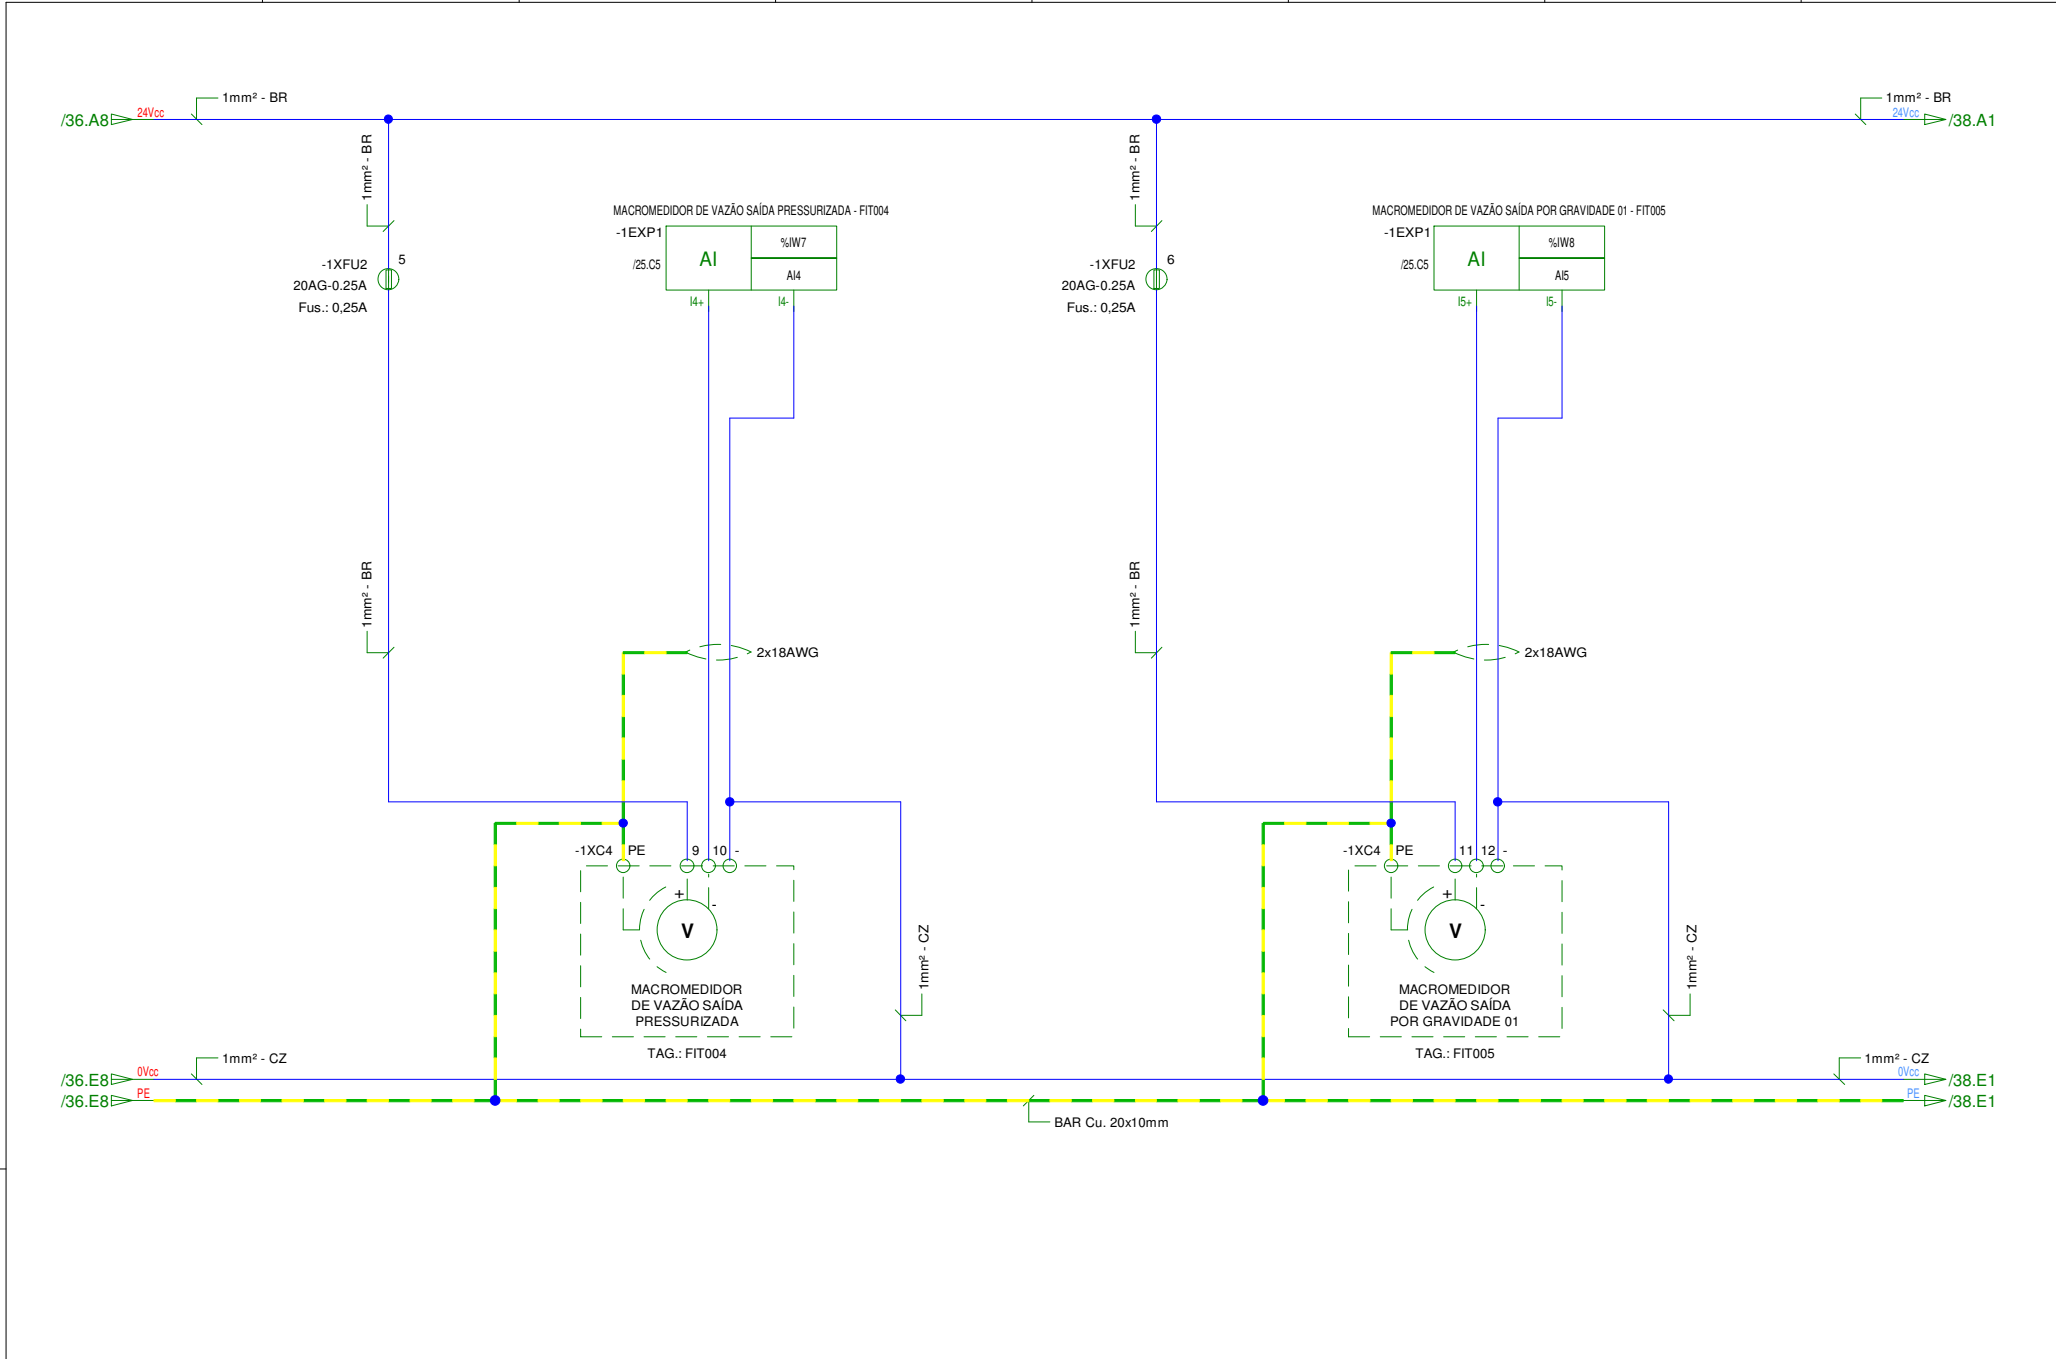 1mm² - BR
1mm² - BR
/36.A8
24Vcc
24Vcc
/38.A1
1mm² - BR
1mm² - BR
MACROMEDIDOR DE VAZÃO SAÍDA PRESSURIZADA - FIT004
MACROMEDIDOR DE VAZÃO SAÍDA POR GRAVIDADE 01 - FIT005
-1EXP1
/25.C5
AI
%IW7
AI4
I4+
I4-
-1EXP1
/25.C5
AI
%IW8
AI5
I5+
I5-
-1XFU2
5
20AG-0.25A
Fus.: 0,25A
-1XFU2
6
20AG-0.25A
Fus.: 0,25A
1mm² - BR
1mm² - BR
2x18AWG
2x18AWG
-1XC4
PE
9
10
-
-1XC4
PE
11
12
-
+
-
V
+
-
V
MACROMEDIDOR
DE VAZÃO SAÍDA
PRESSURIZADA
TAG.: FIT004
1mm² - CZ
MACROMEDIDOR
DE VAZÃO SAÍDA
POR GRAVIDADE 01
TAG.: FIT005
1mm² - CZ
1mm² - CZ
1mm² - CZ
/36.E8
0Vcc
0Vcc
/38.E1
/36.E8
PE
PE
/38.E1
BAR Cu. 20x10mm